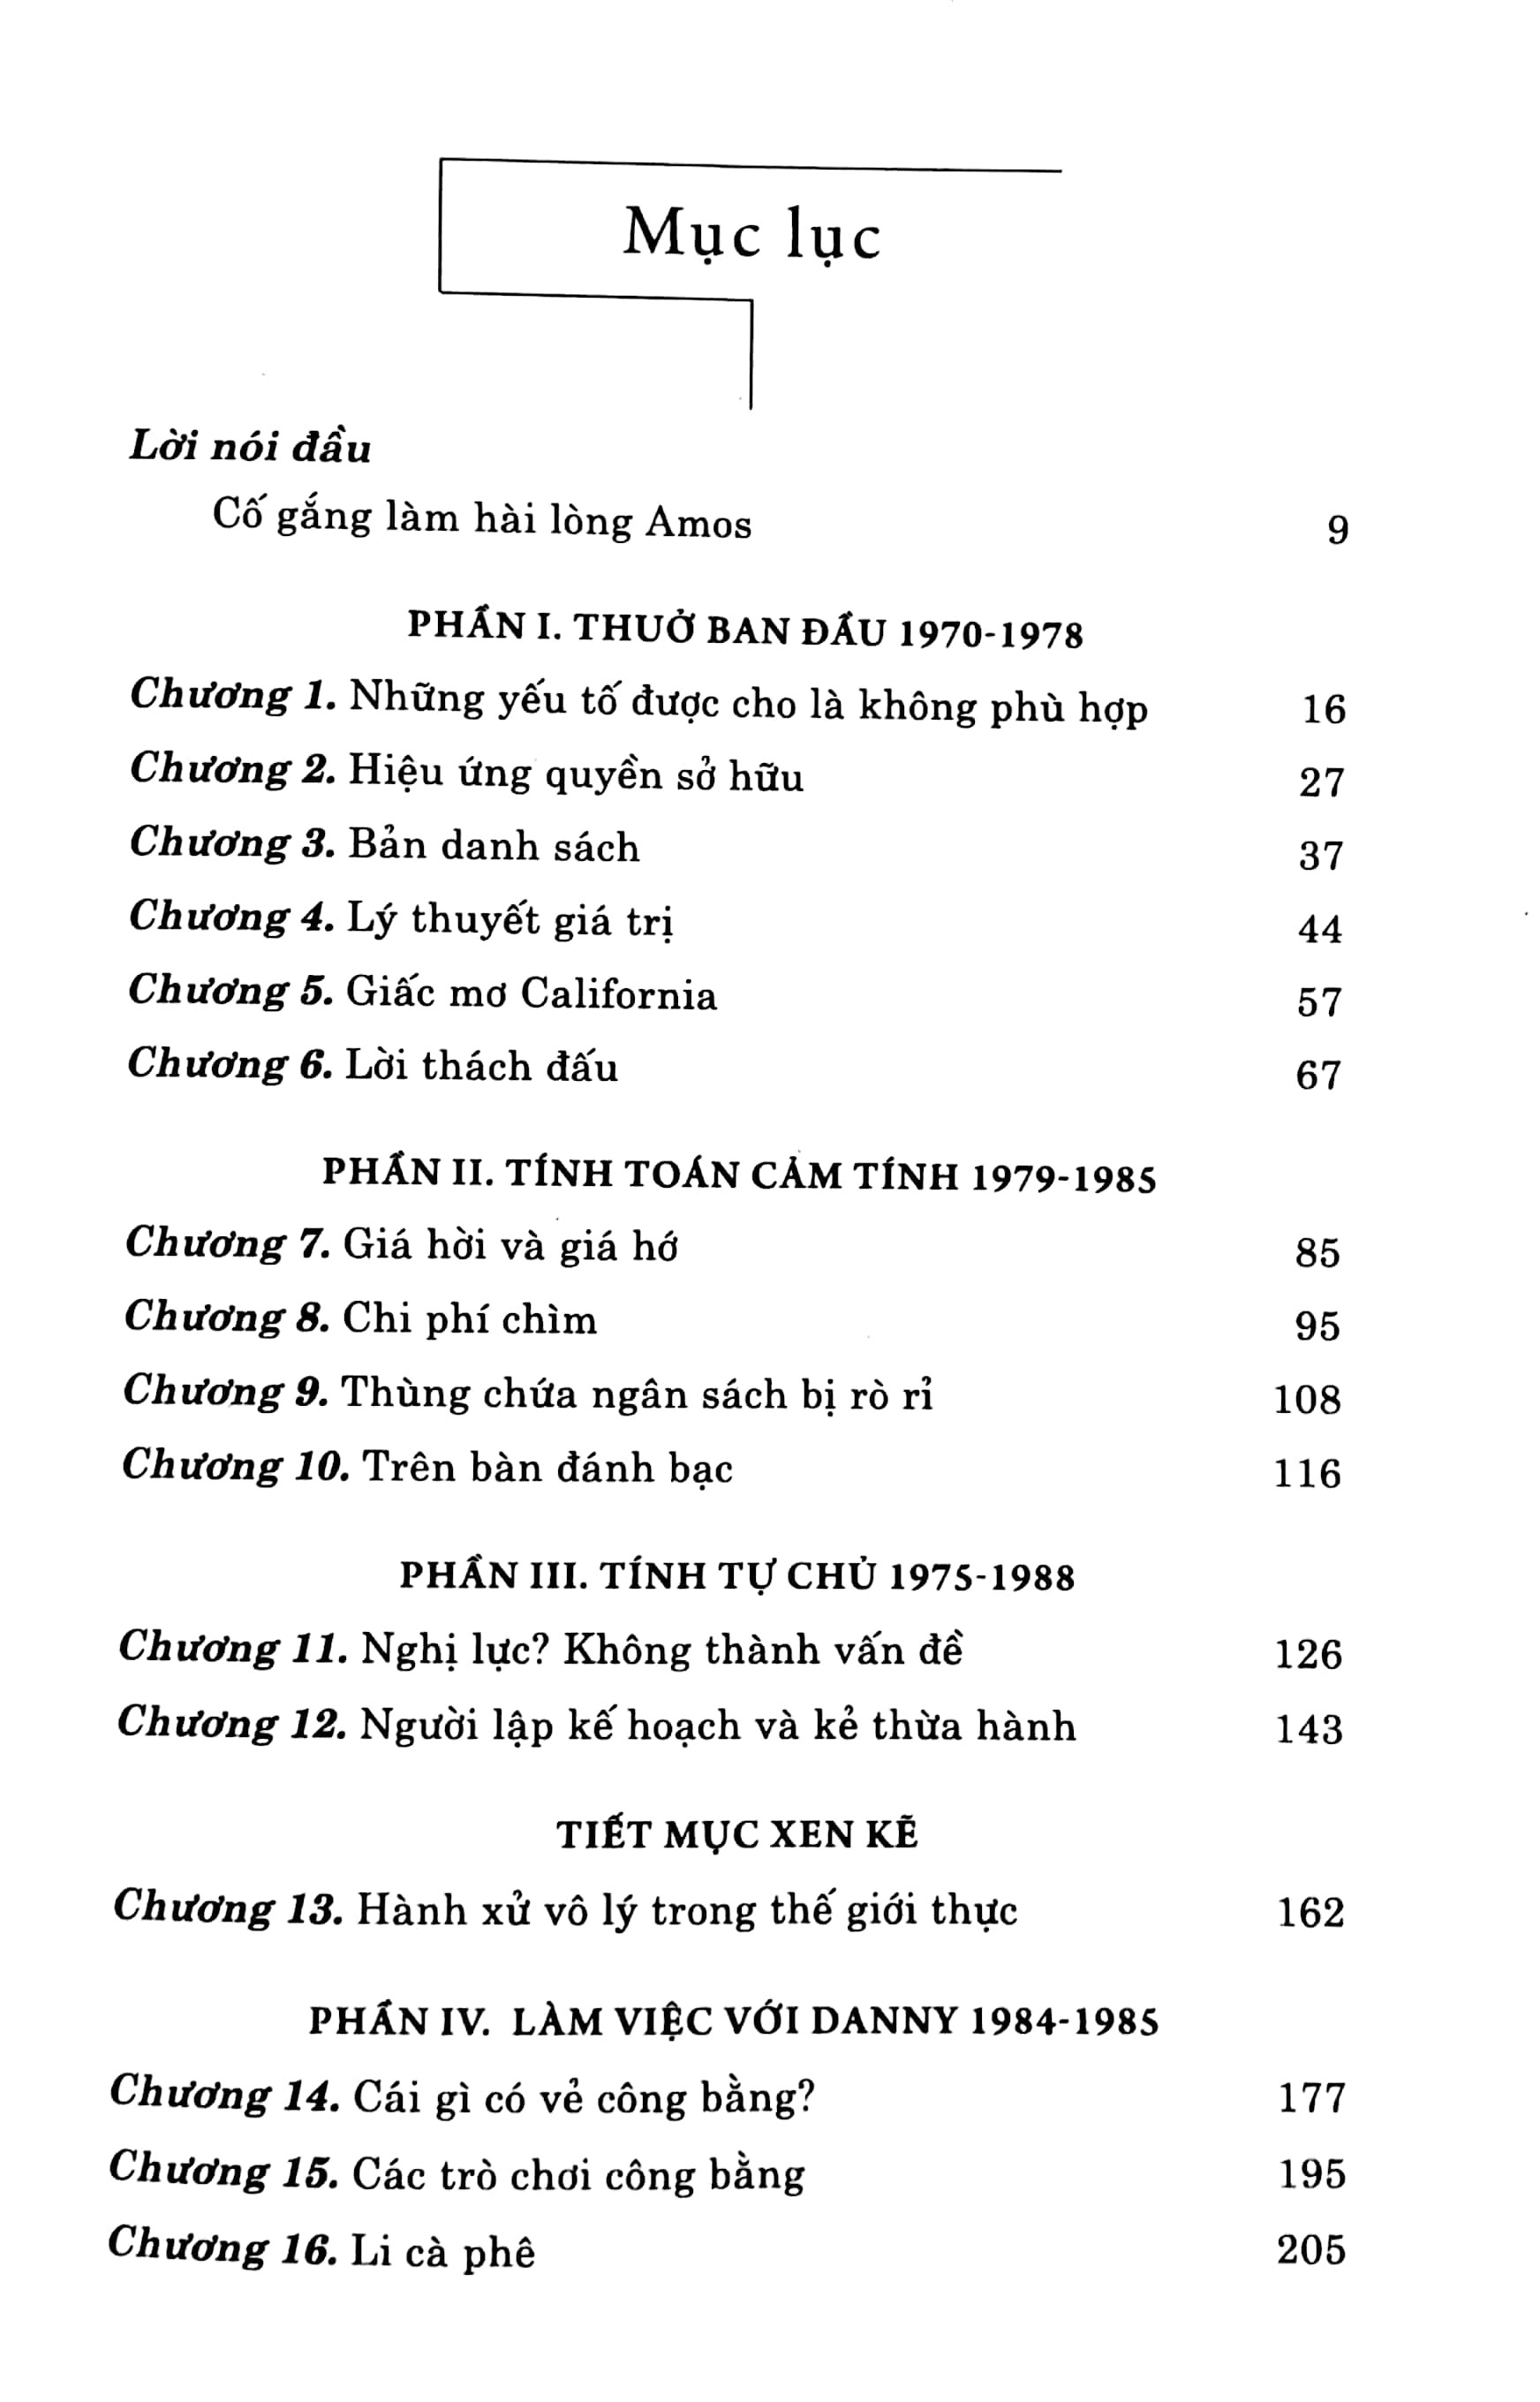 Mục lục
Lời nói đầu
Cố gắng làm hài lòng Amos 9
PHẦN I. THUỞ BAN ĐẦU 1970-1978
Chương 1. Những yếu tố được cho là không phù hợp 16
Chương 2. Hiệu ứng quyền sở hữu 27
Chương 3. Bản danh sách 37
Chương 4. Lý thuyết giá trị 44
Chương 5. Giấc mơ California 57
Chương 6. Lời thách đấu 67
PHẦN II. TÍNH TOÁN CẢM TÍNH 1979-1985
Chương 7. Giá hời và giá hớ 85
Chương 8. Chi phí chìm 95
Chương 9. Thùng chứa ngân sách bị rò rỉ 108
Chương 10. Trên bàn đánh bạc 116
PHẦN III. TÍNH TỰ CHỦ 1975-1988
Chương 11. Nghị lực? Không thành vấn đề 126
Chương 12. Người lập kế hoạch và kẻ thừa hành 143
TIẾT MỤC XEN KẼ
Chương 13. Hành xử vô lý trong thế giới thực 162
PHẦN IV. LÀM VIỆC VỚI DANNY 1984-1985
Chương 14. Cái gì có vẻ công bằng? 177
Chương 15. Các trò chơi công bằng 195
Chương 16. Li cà phê 205